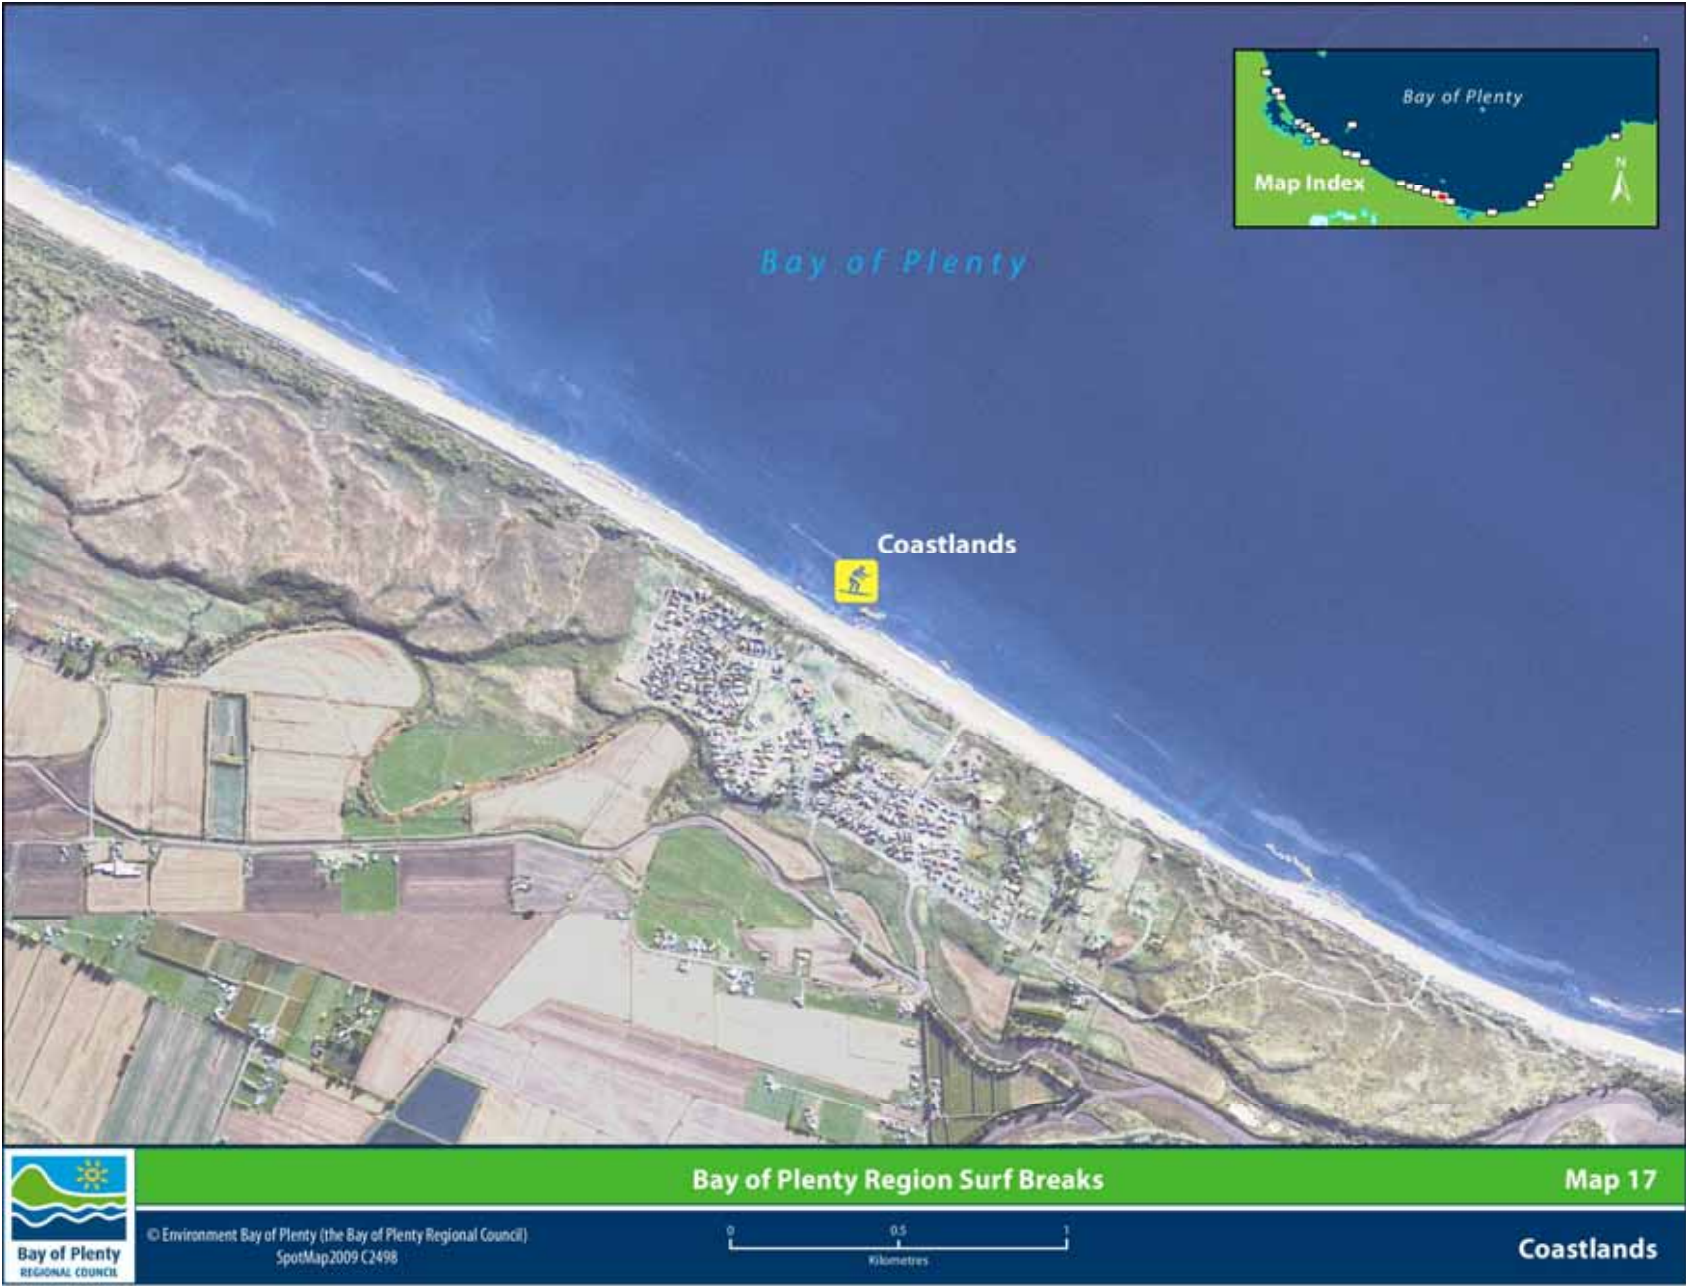 Bay of Plenty
Map Index
N
Bay of Plenty
Coastlands
Bay of Plenty Region Surf Breaks
Map 17
Bay of Plenty
REGIONAL COUNCIL
© Environment Bay of Plenty (the Bay of Plenty Regional Council)
SpotMap2009 C2498
0 0.5 1
Kilometres
Coastlands